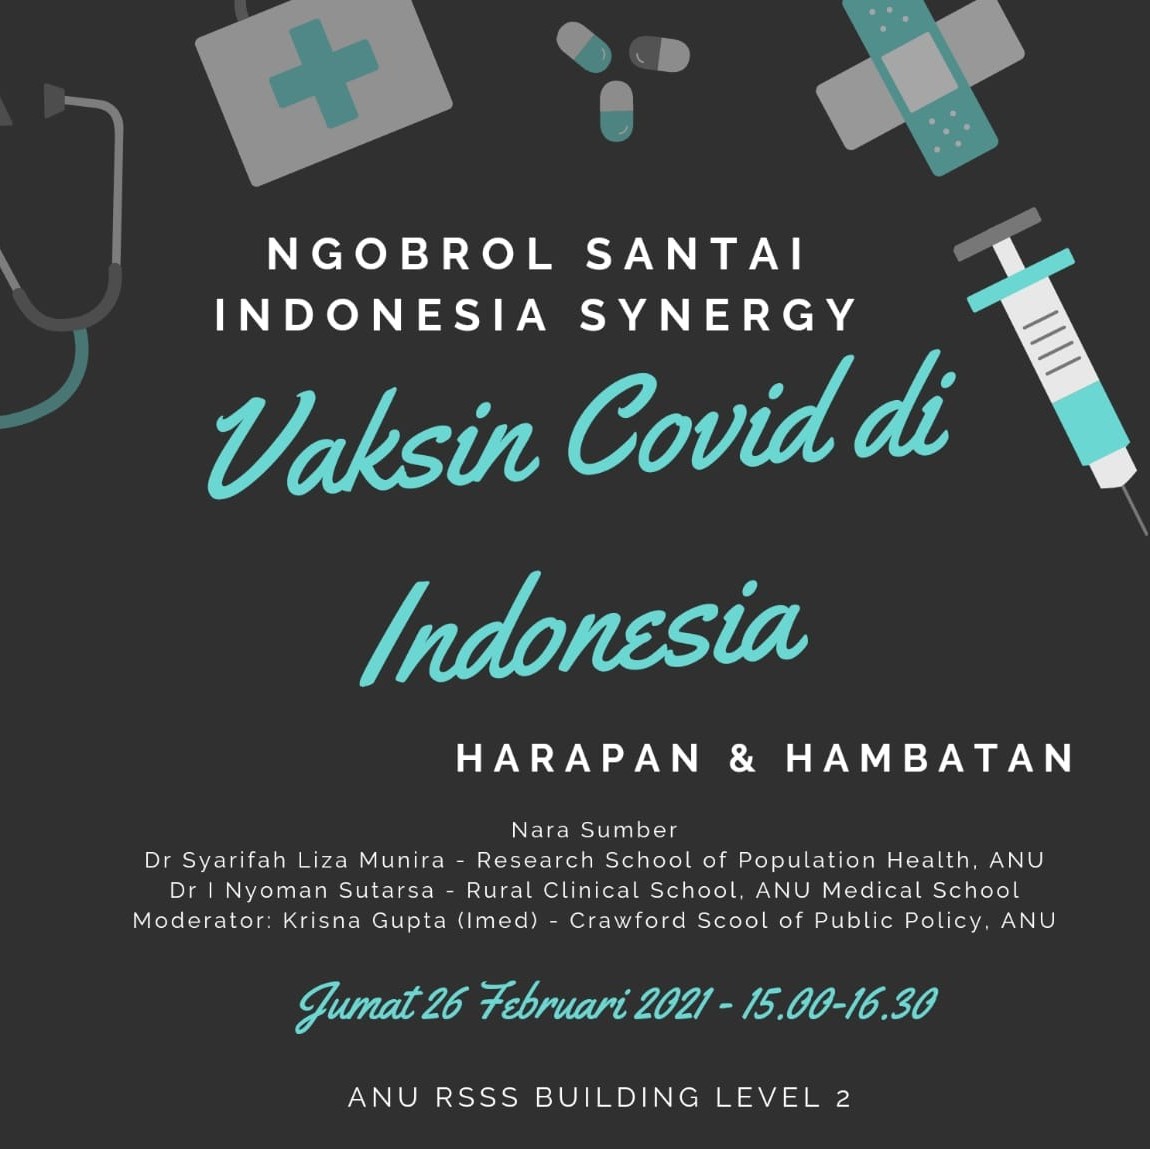 NGOBROL SANTAI
INDONESIA SYNERGY
Vaksin Covid di
Indonesia
HARAPAN & HAMBATAN
Nara Sumber
Dr Syarifah Liza Munira - Research School of Population Health, ANU
Dr I Nyoman Sutarsa - Rural Clinical School, ANU Medical School
Moderator: Krisna Gupta (Imed) - Crawford Scool of Public Policy, ANU
Jumat 26 Februari 2021 - 15.00-16.30
ANU RSSS BUILDING LEVEL 2